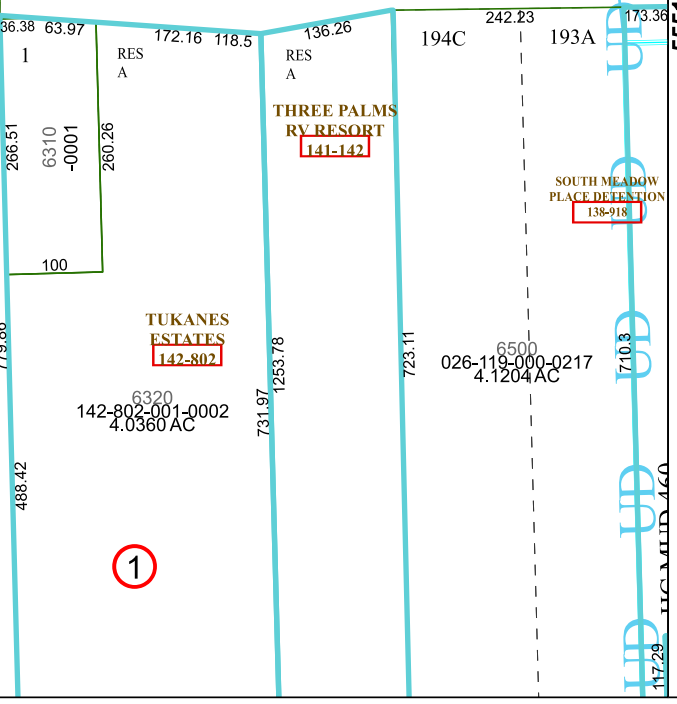 36.38
63.97
172.16
118.5
136.26
242.23
173.36
5551
1
RES
A
RES
A
194C
193A
UD
THREE PALMS
RV RESORT
141-142
266.51
6310
-0001
260.26
SOUTH MEADOW
PLACE DETENTION
138-918
UD
100
TUKANES
ESTATES
142-802
779.86
1253.78
723.11
6500
026-119-000-0217
4.1204 AC
710.3
UD
6320
142-802-001-0002
4.0360 AC
731.97
488.42
UD
HC MUD 460
1
UD
117.29